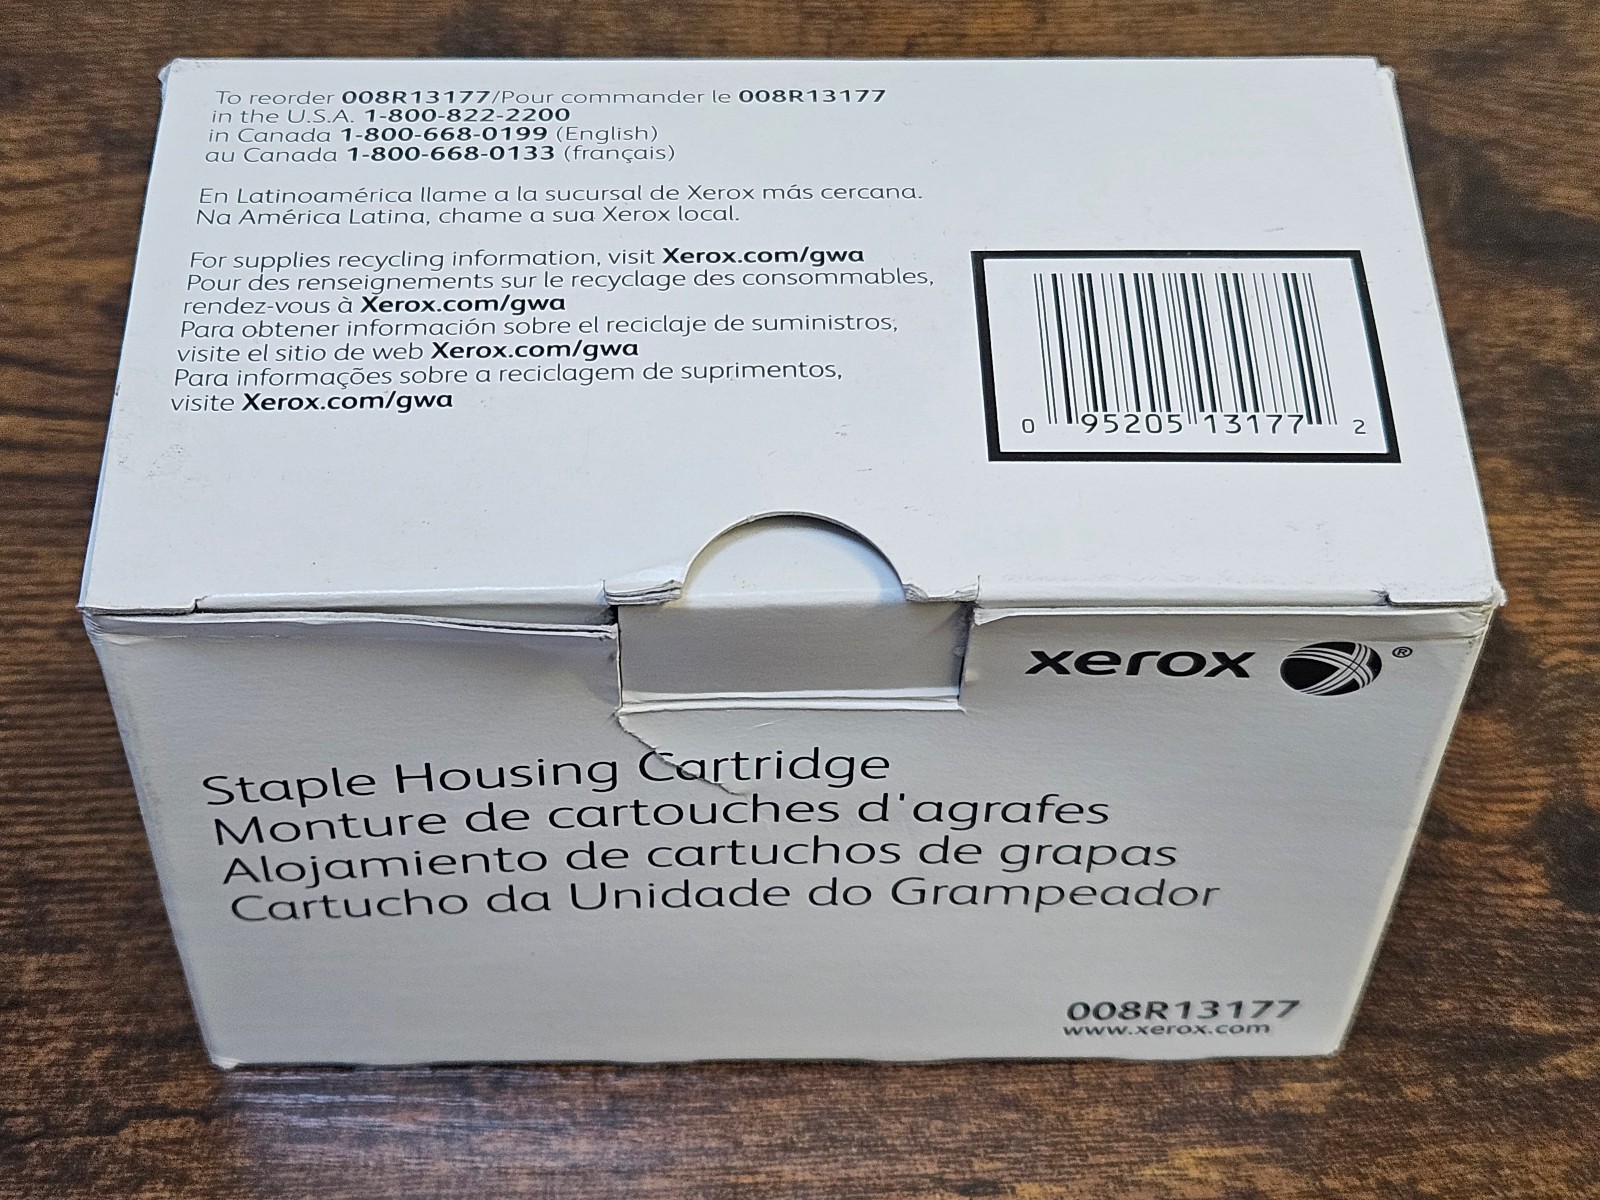 To reorder 008R13177/Pour commander le 008R13177
in the U.S.A. 1-800-822-2200
in Canada 1-800-668-0199 (English)
au Canada 1-800-668-0133 (français)
En Latinoamérica llame a la sucursal de Xerox más cercana.
Na América Latina, chame a sua Xerox local.
For supplies recycling information, visit Xerox.com/gwa
Pour des renseignements sur le recyclage des consommables,
rendez-vous à Xerox.com/gwa
Para obtener información sobre el reciclaje de suministros,
visite el sitio de web Xerox.com/gwa
Para informações sobre a reciclagem de suprimentos,
visite Xerox.com/gwa
0 95205 13177 2
xerox ®
Staple Housing Cartridge
Monture de cartouches d'agrafes
Alojamiento de cartuchos de grapas
Cartucho da Unidade do Grampeador
008R13177
www.xerox.com